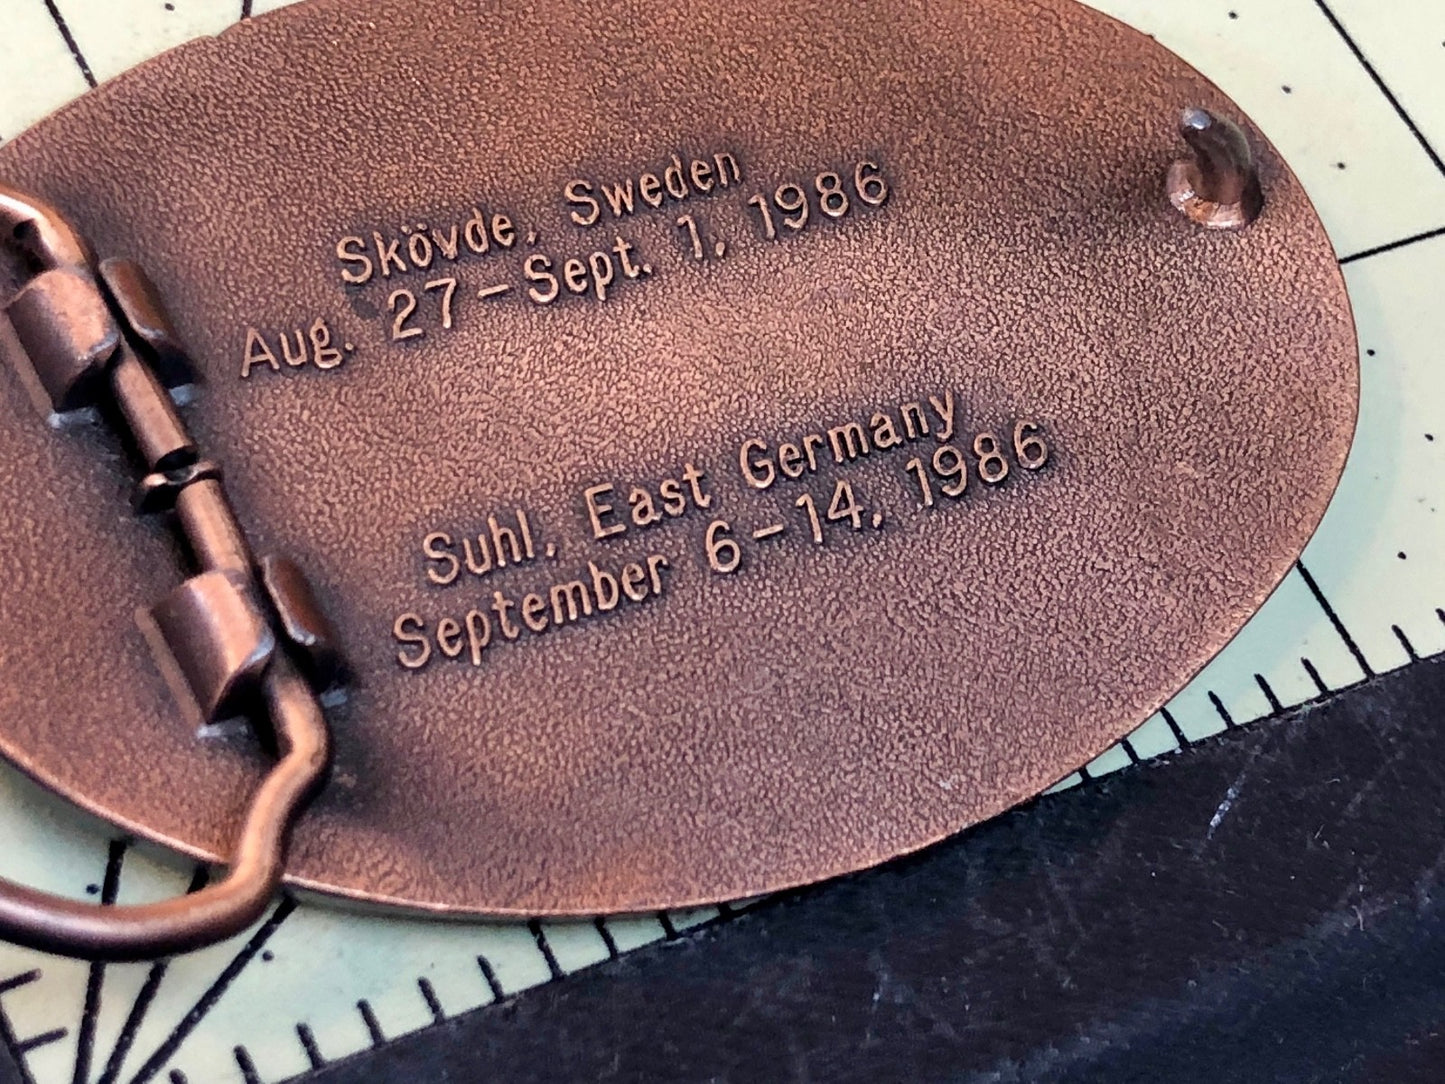 Skövde, Sweden
Aug. 27-Sept. 1, 1986
Suhl, East Germany
September 6-14, 1986